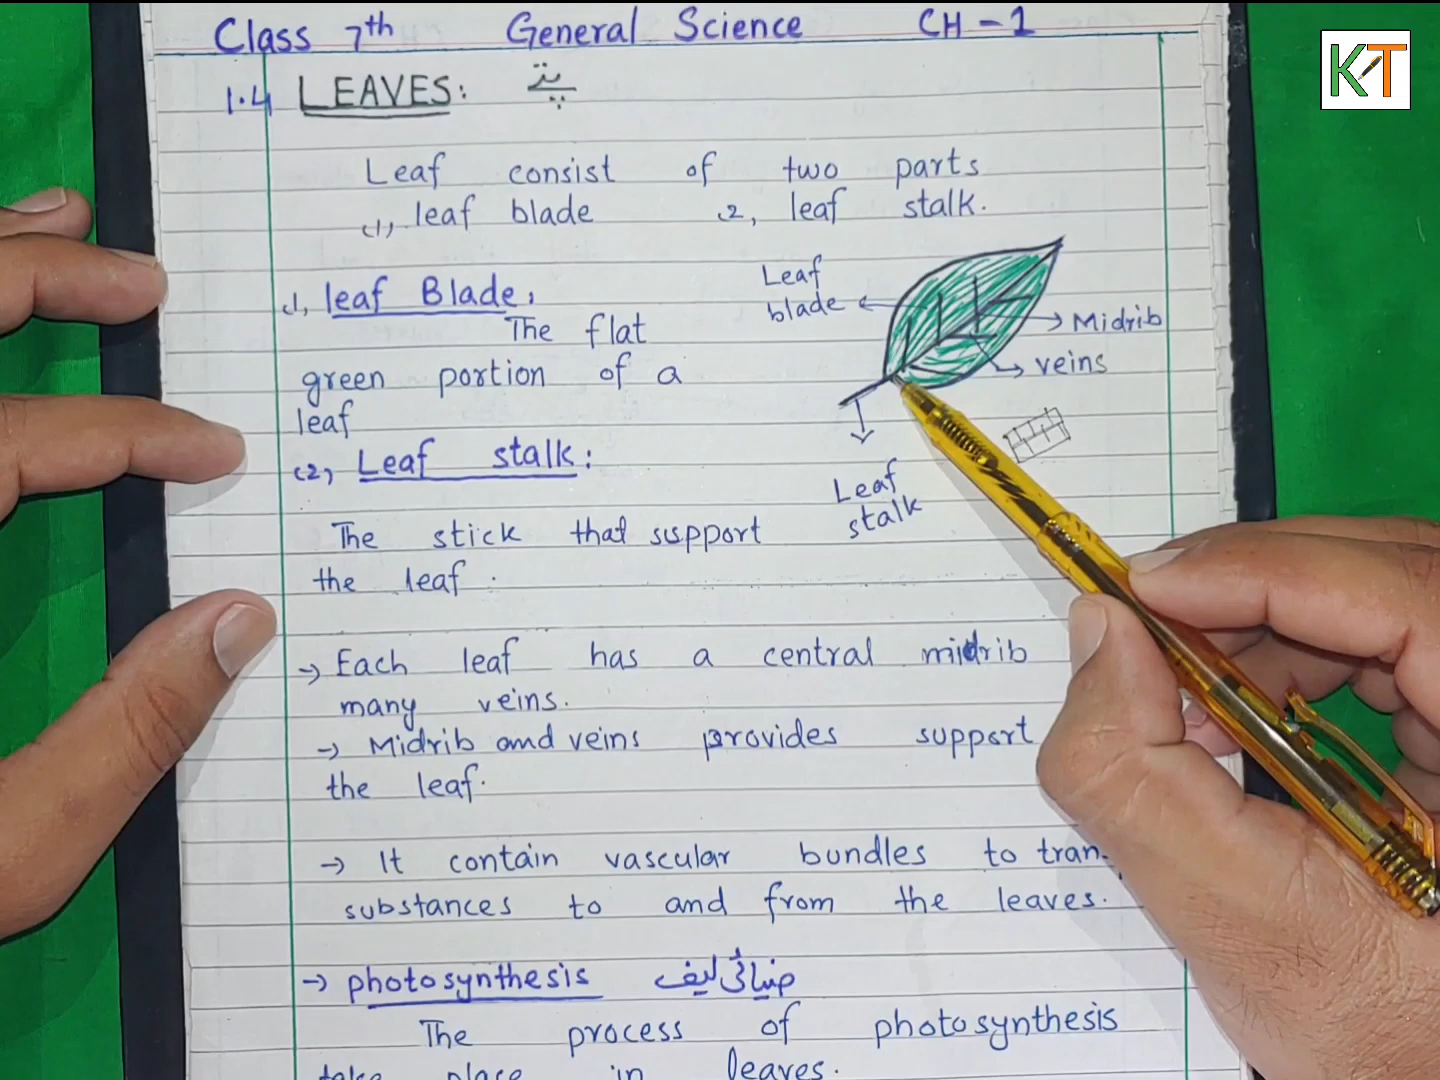 Class 7th General Science CH-1
1.4 LEAVES: پتے
Leaf consist of two parts
(1), leaf blade (2), leaf stalk.
(1), leaf Blade:
The flat
green portion of a
leaf
Leaf
blade
Midrib
veins
Leaf
stalk
(2), Leaf stalk:
The stick that support
the leaf.
→ Each leaf has a central midrib
many veins.
→ Midrib and veins provides support
the leaf.
→ It contain vascular bundles to tran
substances to and from the leaves.
→ photosynthesis ضیائی لیف
The process of photosynthesis
take place in leaves.
KT